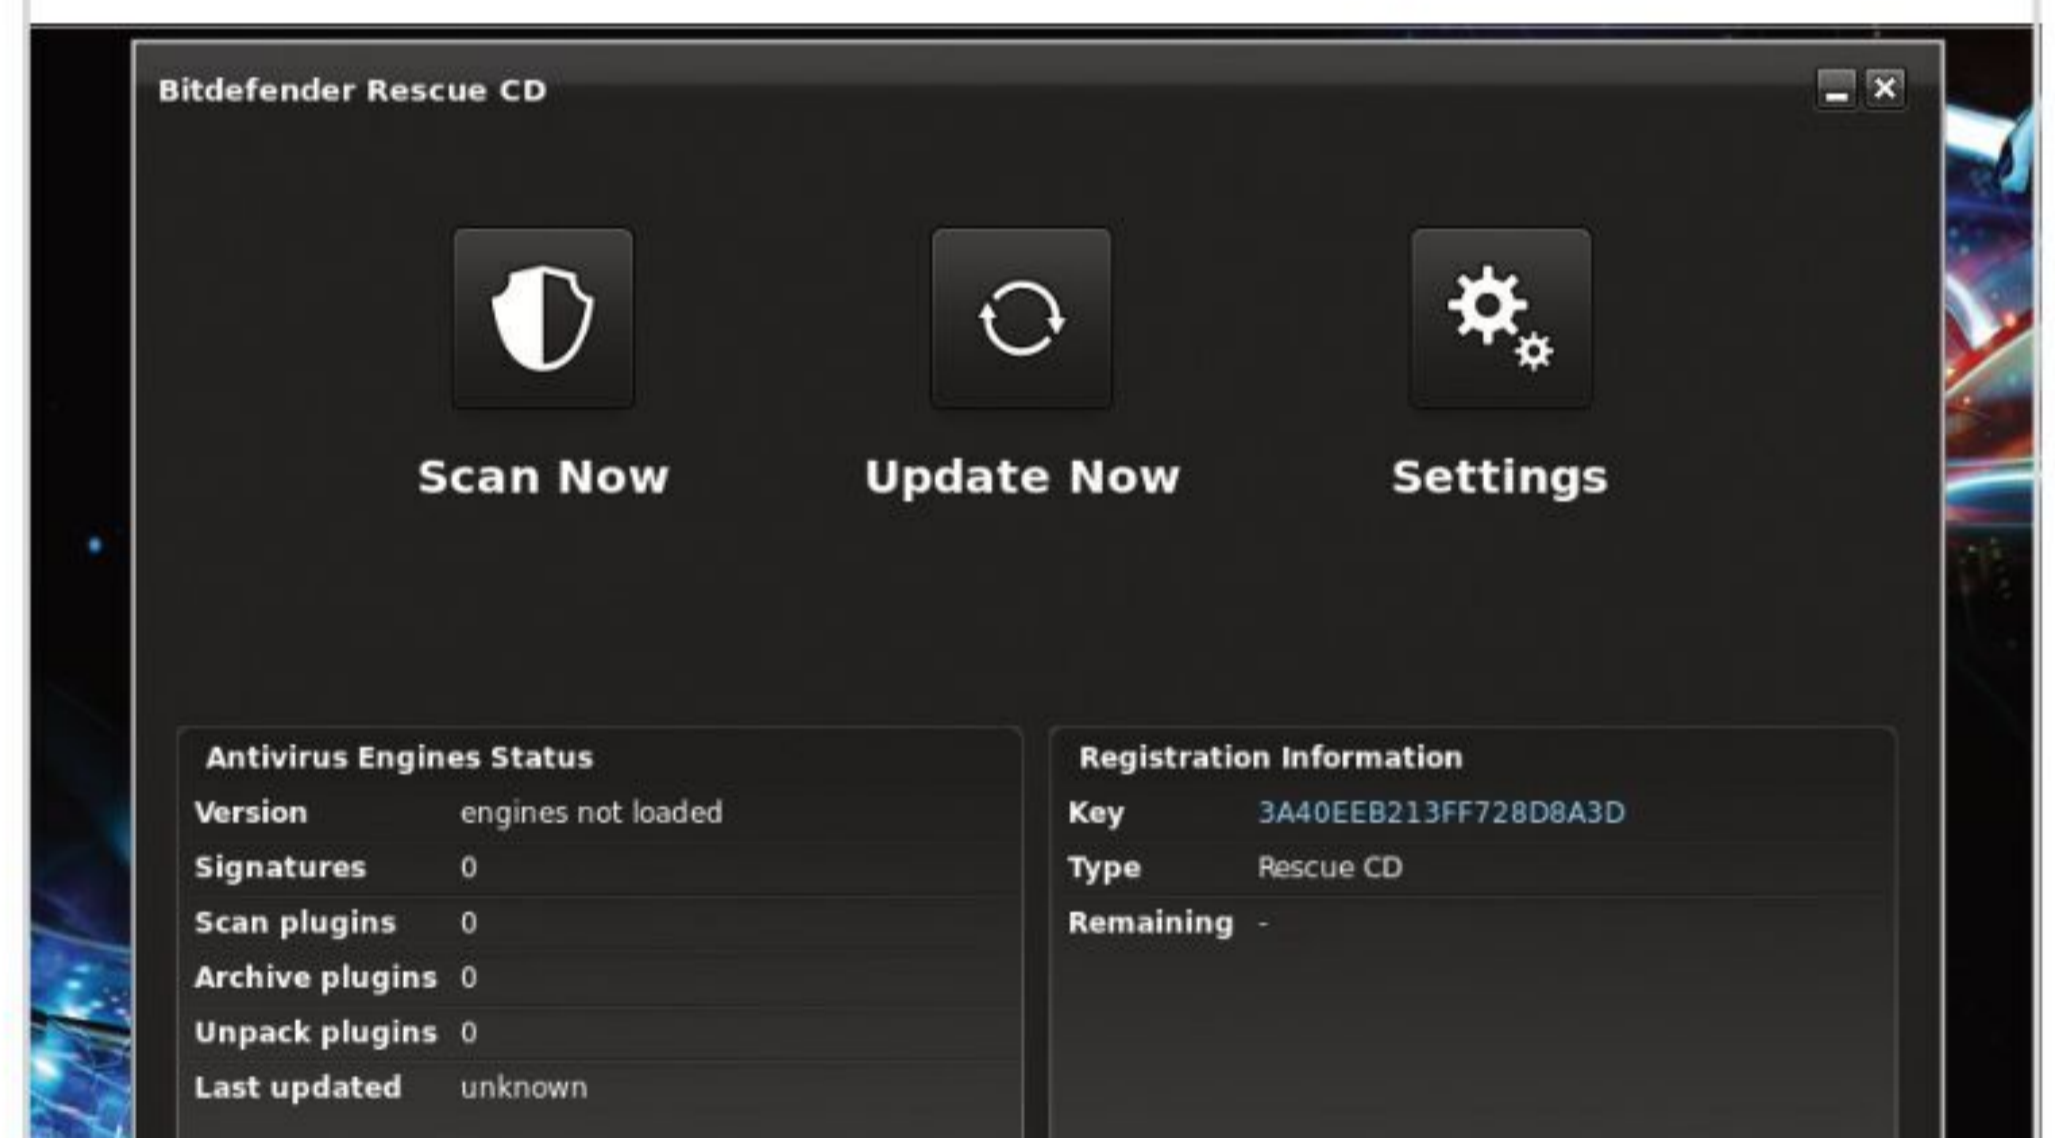 Bitdefender Rescue CD
Scan Now
Update Now
Settings
Antivirus Engines Status
Version engines not loaded
Signatures 0
Scan plugins 0
Archive plugins 0
Unpack plugins 0
Last updated unknown
Registration Information
Key 3A40EEB213FF728D8A3D
Type Rescue CD
Remaining -